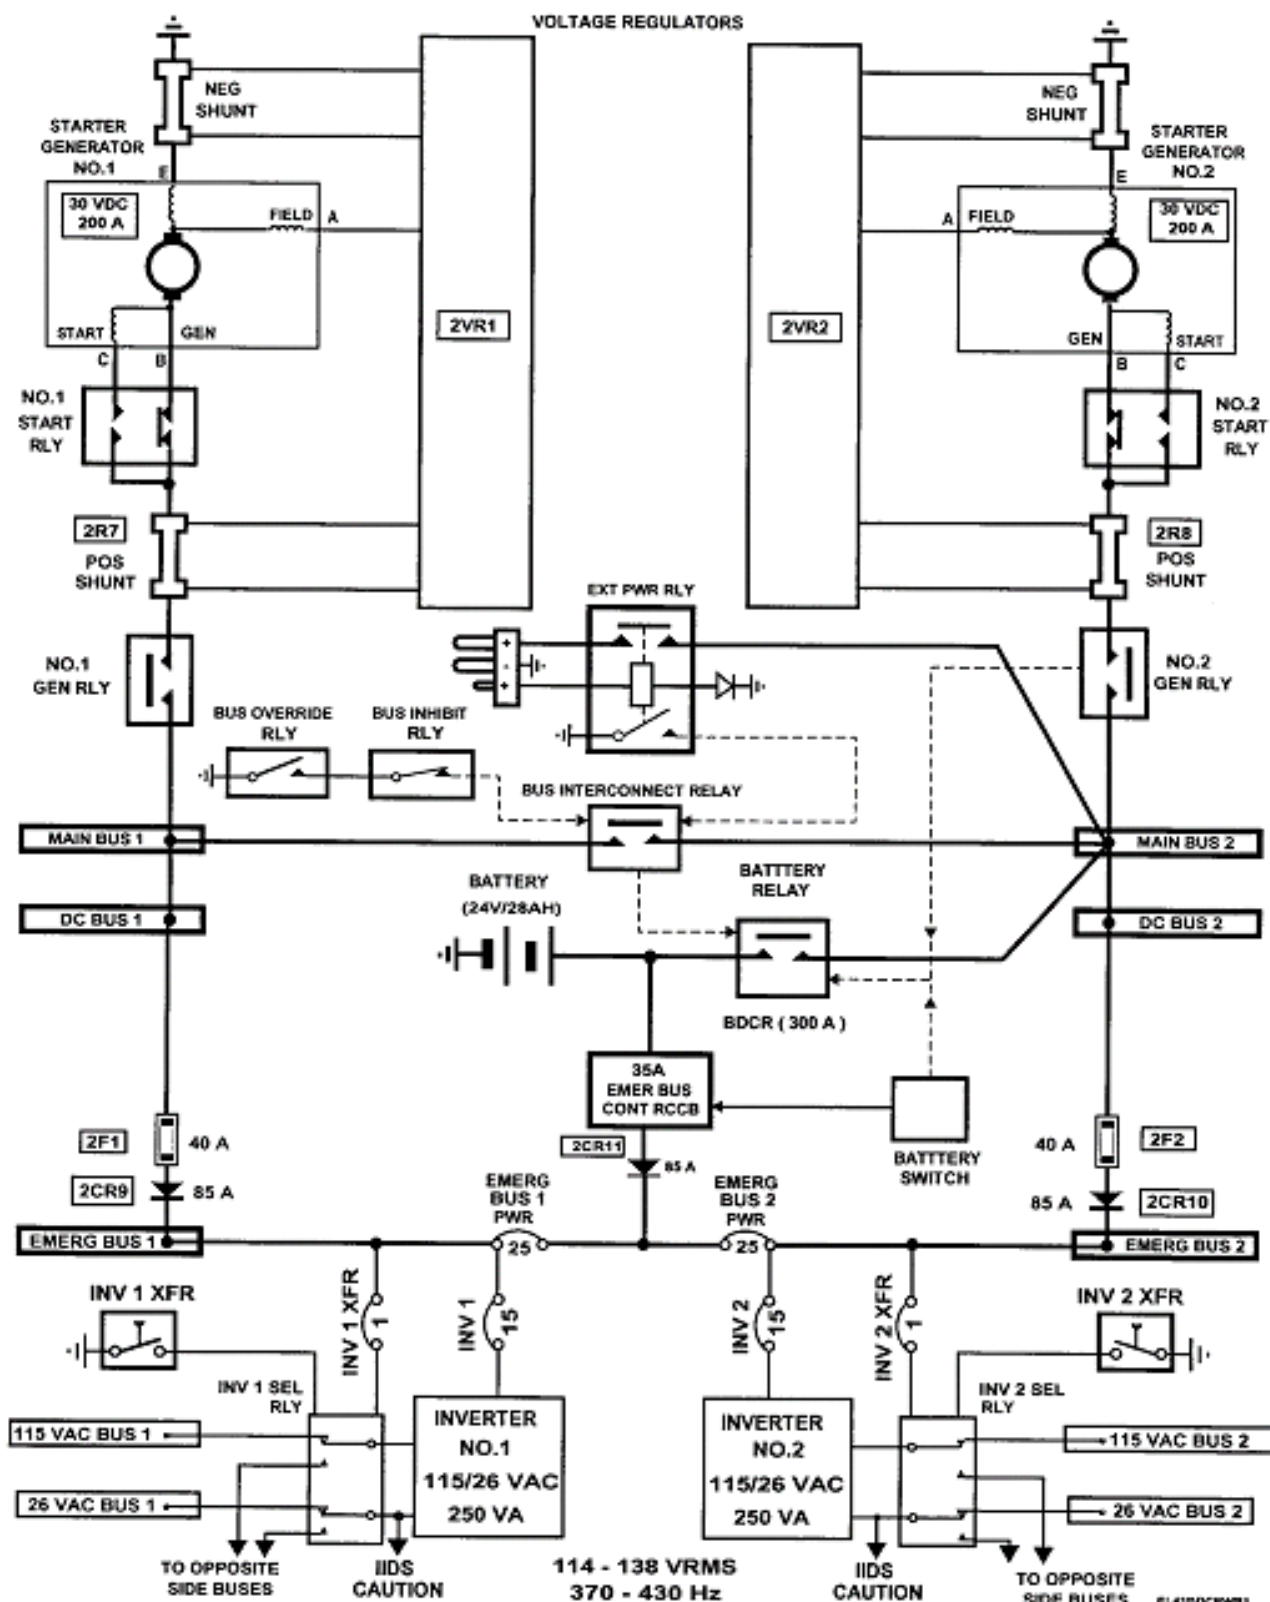 VOLTAGE REGULATORS
NEG
SHUNT
STARTER
GENERATOR
NO.1
E
30 VDC
200 A
FIELD
A
START
GEN
C
B
2VR1
NO.1
START
RLY
2R7
POS
SHUNT
NO.1
GEN RLY
NEG
SHUNT
STARTER
GENERATOR
NO.2
E
30 VDC
200 A
A
FIELD
GEN
START
B
C
2VR2
NO.2
START
RLY
2R8
POS
SHUNT
NO.2
GEN RLY
EXT PWR RLY
+
-
+
BUS OVERRIDE
RLY
BUS INHIBIT
RLY
BUS INTERCONNECT RELAY
MAIN BUS 1
MAIN BUS 2
BATTERY
(24V/28AH)
BATTTERY
RELAY
DC BUS 1
DC BUS 2
BDCR ( 300 A )
35A
EMER BUS
CONT RCCB
BATTTERY
SWITCH
2CR11
85 A
2F1
40 A
2CR9
85 A
40 A
2F2
85 A
2CR10
EMERG
BUS 1
PWR
25
EMERG
BUS 2
PWR
25
EMERG BUS 1
EMERG BUS 2
INV 1 XFR
INV 1 XFR
1
INV 1
15
INV 2
15
INV 2 XFR
1
INV 2 XFR
INV 1 SEL
RLY
INV 2 SEL
RLY
115 VAC BUS 1
26 VAC BUS 1
INVERTER
NO.1
115/26 VAC
250 VA
INVERTER
NO.2
115/26 VAC
250 VA
115 VAC BUS 2
26 VAC BUS 2
TO OPPOSITE
SIDE BUSES
IIDS
CAUTION
114 - 138 VRMS
370 - 430 Hz
IIDS
CAUTION
TO OPPOSITE
SIDE BUSES